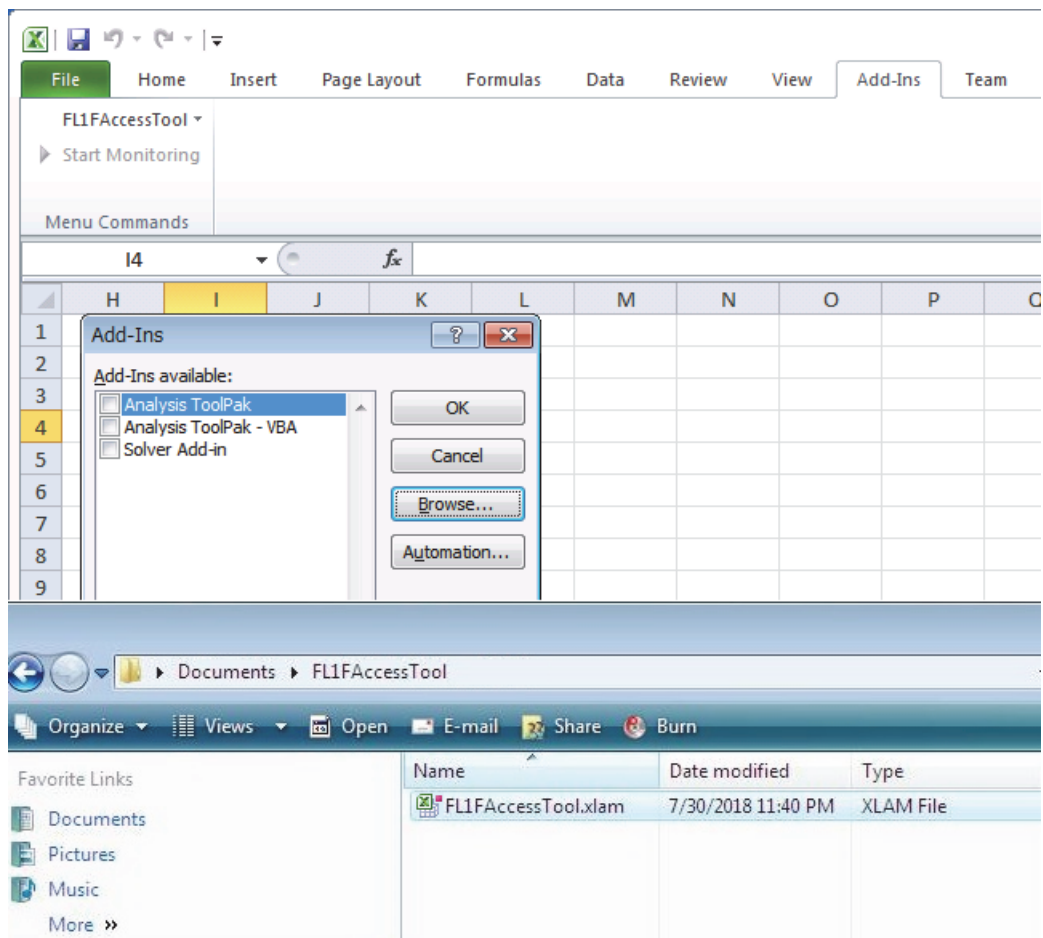 File Home Insert Page Layout Formulas Data Review View Add-Ins Team
FL1FAccessTool
Start Monitoring
Menu Commands
I4 fx
H I J K L M N O P Q
1
2
3
4
5
6
7
8
9
Add-Ins ?
Add-Ins available:
Analysis ToolPak
Analysis ToolPak - VBA
Solver Add-in
OK
Cancel
Browse...
Automation...
Documents FL1FAccessTool
Organize Views Open E-mail Share Burn
Favorite Links
Documents
Pictures
Music
More »
Name Date modified Type
FL1FAccessTool.xlam 7/30/2018 11:40 PM XLAM File